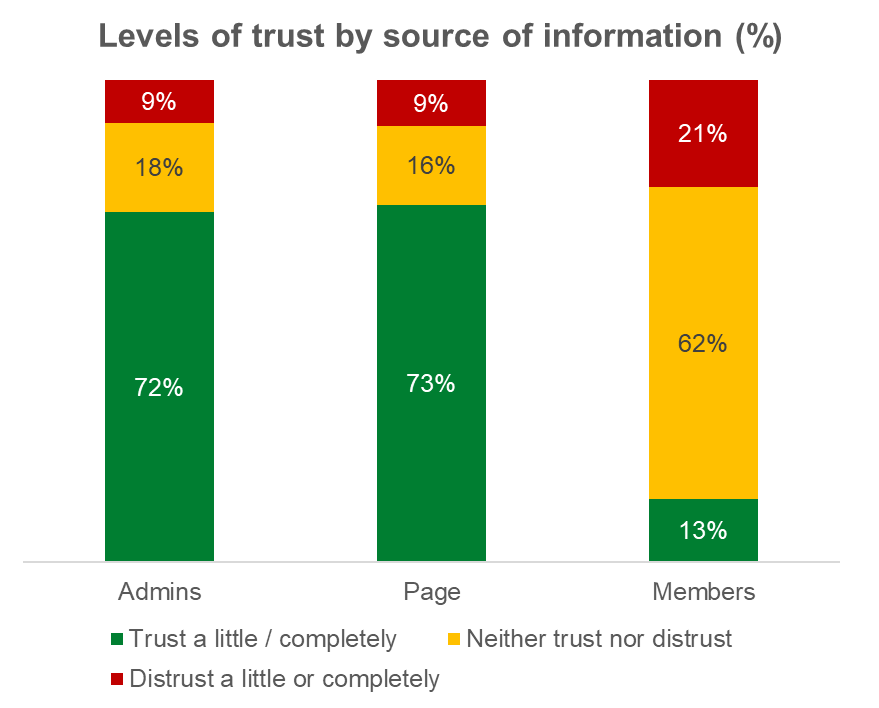 Levels of trust by source of information (%)
9% 9% 21%
18% 16% 62%
72% 73% 13%
Admins Page Members
Trust a little / completely Neither trust nor distrust
Distrust a little or completely